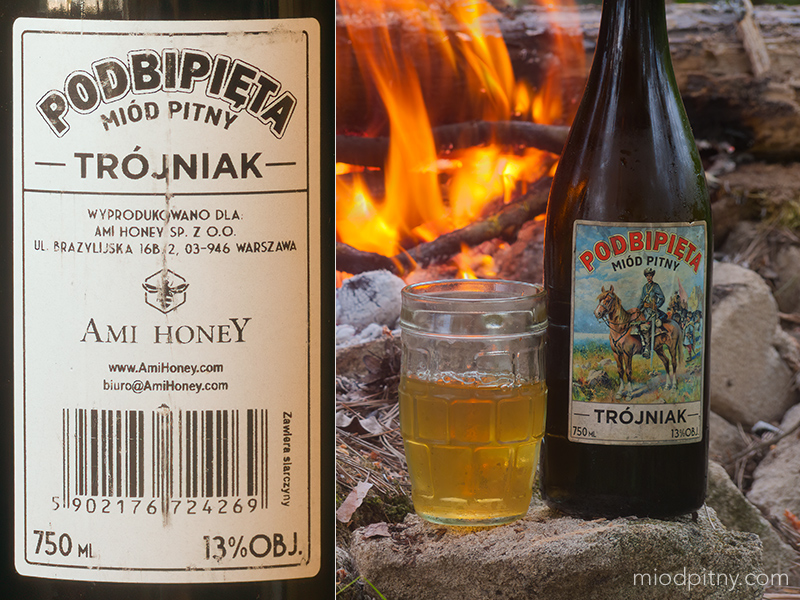 PODBIPIĘTA
MIÓD PITNY
TRÓJNIAK
WYPRODUKOWANO DLA:
AMI HONEY SP. Z O.O.
UL. BRAZYLIJSKA 16B/2, 03-946 WARSZAWA
AMI HONEY
www.AmiHoney.com
biuro@AmiHoney.com
Zawiera siarczyny
5 902176 724269
750 ML 13%OBJ.
PODBIPIĘTA
MIÓD PITNY
TRÓJNIAK
750 ML 13%OBJ.
miodpitny.com